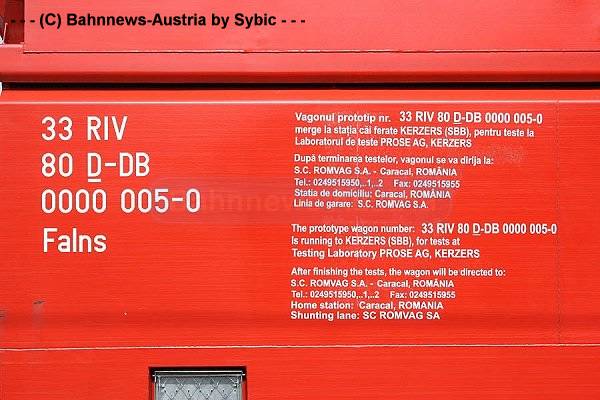 - - - (C) Bahnnews-Austria by Sybic - - -
33 RIV
80 D-DB
0000 005-0
Falns
Vagonul prototip nr. 33 RIV 80 D-DB 0000 005-0
merge la stația căi ferate KERZERS (SBB), pentru teste la
Laboratorul de teste PROSE AG, KERZERS
După terminarea testelor, vagonul se va dirija la:
S.C. ROMVAG S.A. - Caracal, ROMÂNIA
Tel.: 0249515950,..1,..2 Fax: 0249515955
Statia de domiciliu: Caracal, ROMÂNIA
Linia de garare: S.C. ROMVAG S.A.
The prototype wagon number: 33 RIV 80 D-DB 0000 005-0
Is running to KERZERS (SBB), for tests at
Testing Laboratory PROSE AG, KERZERS
After finishing the tests, the wagon will be directed to:
S.C. ROMVAG S.A. - Caracal, ROMÂNIA
Tel.: 0249515950,..1,..2 Fax: 0249515955
Home station: Caracal, ROMANIA
Shunting lane: SC ROMVAG SA